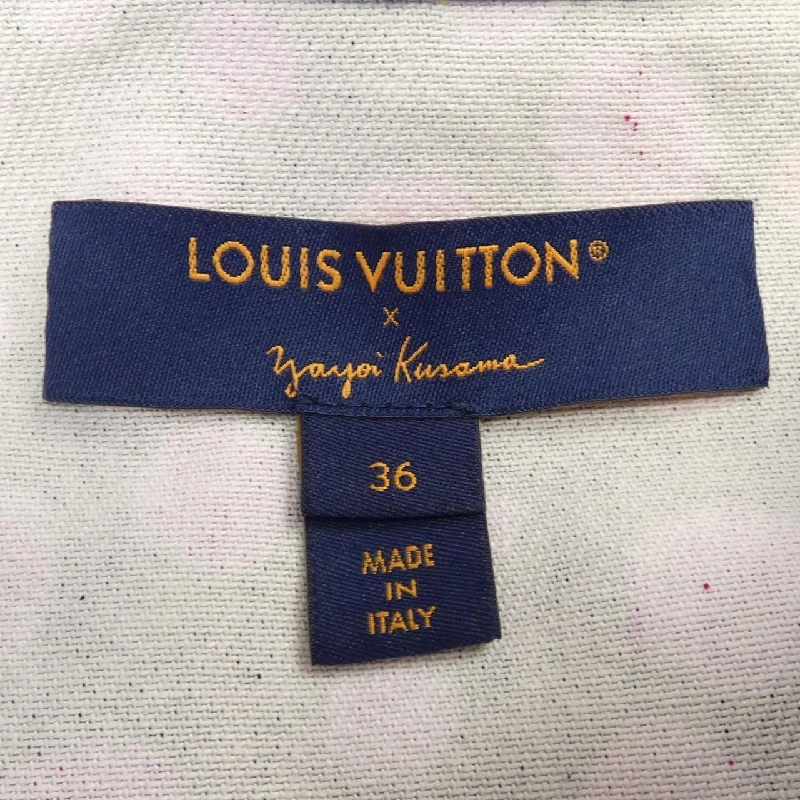 LOUIS VUITTON®
x
Yayoi Kusama
36
MADE
IN
ITALY